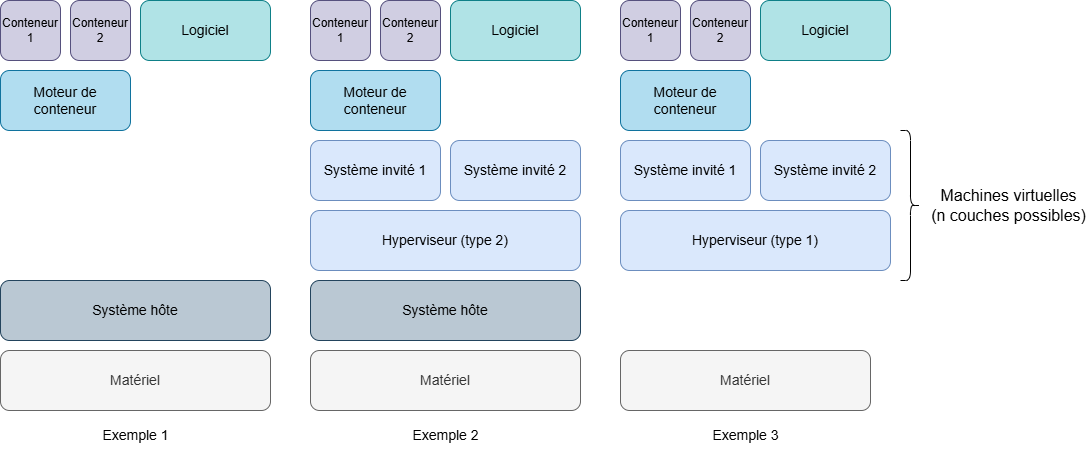 Conteneur
1
Conteneur
2
Logiciel
Conteneur
1
Conteneur
2
Logiciel
Conteneur
1
Conteneur
2
Logiciel
Moteur de
conteneur
Moteur de
conteneur
Moteur de
conteneur
Système invité 1
Système invité 2
Système invité 1
Système invité 2
Machines virtuelles
(n couches possibles)
Hyperviseur (type 2)
Hyperviseur (type 1)
Système hôte
Système hôte
Matériel
Matériel
Matériel
Exemple 1
Exemple 2
Exemple 3